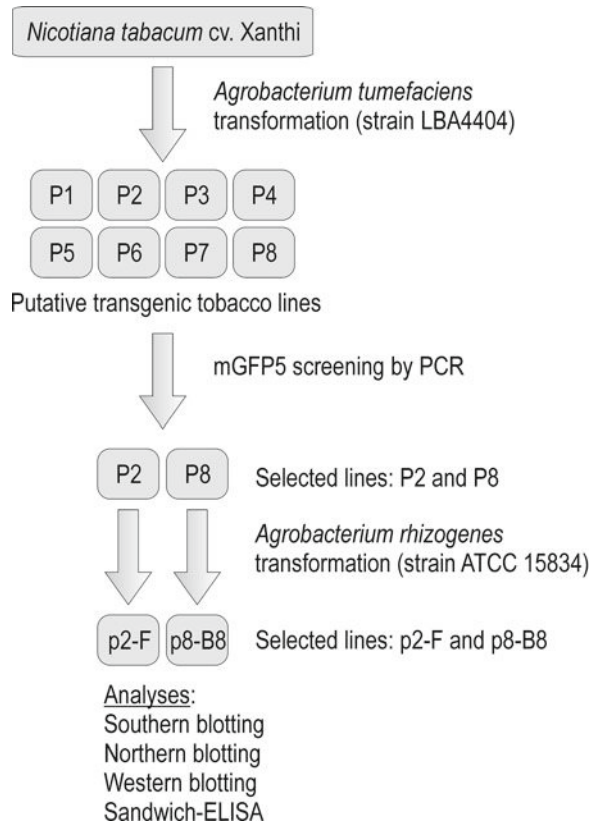 Nicotiana tabacum cv. Xanthi
Agrobacterium tumefaciens
transformation (strain LBA4404)
P1 P2 P3 P4
P5 P6 P7 P8
Putative transgenic tobacco lines
mGFP5 screening by PCR
P2 P8 Selected lines: P2 and P8
Agrobacterium rhizogenes
transformation (strain ATCC 15834)
p2-F p8-B8 Selected lines: p2-F and p8-B8
Analyses:
Southern blotting
Northern blotting
Western blotting
Sandwich-ELISA